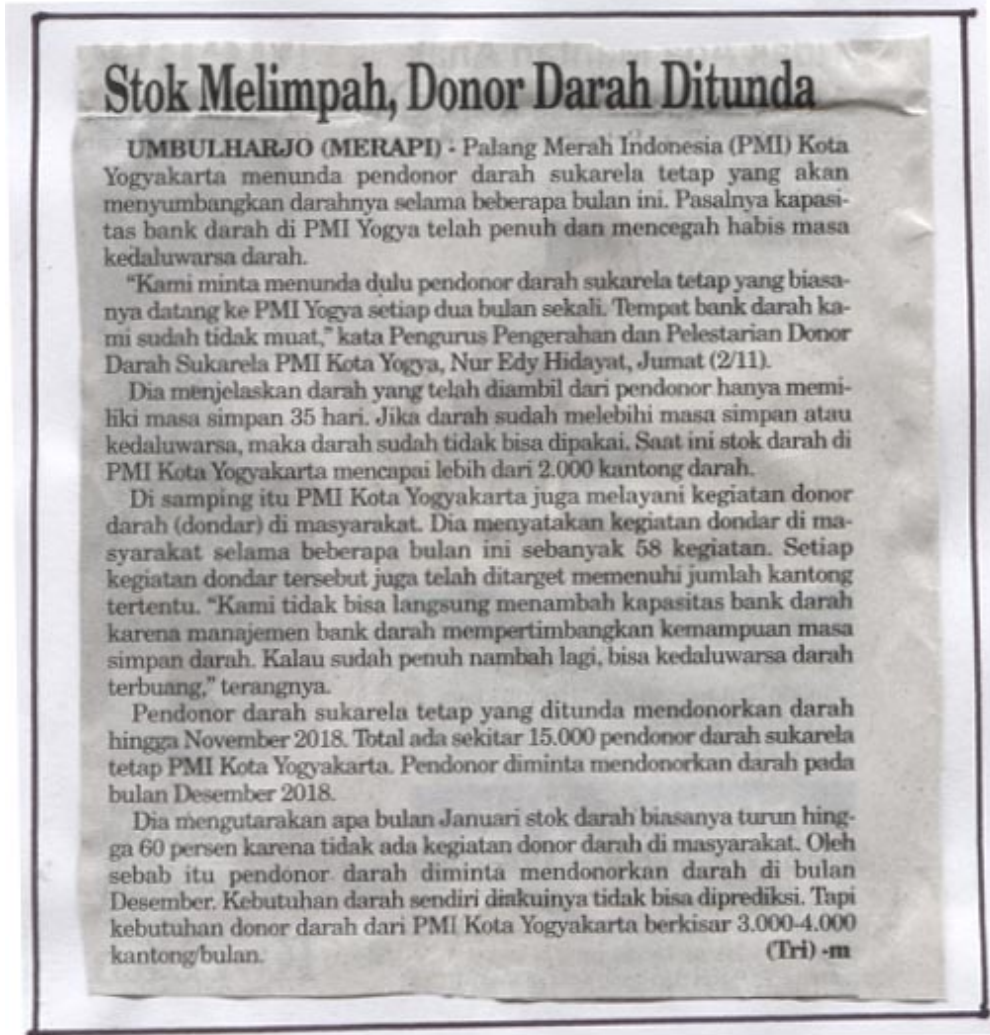 Stok Melimpah, Donor Darah Ditunda
UMBULHARJO (MERAPI) - Palang Merah Indonesia (PMI) Kota
Yogyakarta menunda pendonor darah sukarela tetap yang akan
menyumbangkan darahnya selama beberapa bulan ini. Pasalnya kapasi-
tas bank darah di PMI Yogya telah penuh dan mencegah habis masa
kedaluwarsa darah.
"Kami minta menunda dulu pendonor darah sukarela tetap yang biasa-
nya datang ke PMI Yogya setiap dua bulan sekali. Tempat bank darah ka-
mi sudah tidak muat," kata Pengurus Pengerahan dan Pelestarian Donor
Darah Sukarela PMI Kota Yogya, Nur Edy Hidayat, Jumat (2/11).
Dia menjelaskan darah yang telah diambil dari pendonor hanya memi-
liki masa simpan 35 hari. Jika darah sudah melebihi masa simpan atau
kedaluwarsa, maka darah sudah tidak bisa dipakai. Saat ini stok darah di
PMI Kota Yogyakarta mencapai lebih dari 2.000 kantong darah.
Di samping itu PMI Kota Yogyakarta juga melayani kegiatan donor
darah (dondar) di masyarakat. Dia menyatakan kegiatan dondar di ma-
syarakat selama beberapa bulan ini sebanyak 58 kegiatan. Setiap
kegiatan dondar tersebut juga telah ditarget memenuhi jumlah kantong
tertentu. "Kami tidak bisa langsung menambah kapasitas bank darah
karena manajemen bank darah mempertimbangkan kemampuan masa
simpan darah. Kalau sudah penuh nambah lagi, bisa kedaluwarsa darah
terbuang," terangnya.
Pendonor darah sukarela tetap yang ditunda mendonorkan darah
hingga November 2018. Total ada sekitar 15.000 pendonor darah sukarela
tetap PMI Kota Yogyakarta. Pendonor diminta mendonorkan darah pada
bulan Desember 2018.
Dia mengutarakan apa bulan Januari stok darah biasanya turun hing-
ga 60 persen karena tidak ada kegiatan donor darah di masyarakat. Oleh
sebab itu pendonor darah diminta mendonorkan darah di bulan
Desember. Kebutuhan darah sendiri diakuinya tidak bisa diprediksi. Tapi
kebutuhan donor darah dari PMI Kota Yogyakarta berkisar 3.000-4.000
kantong/bulan. (Tri) -m